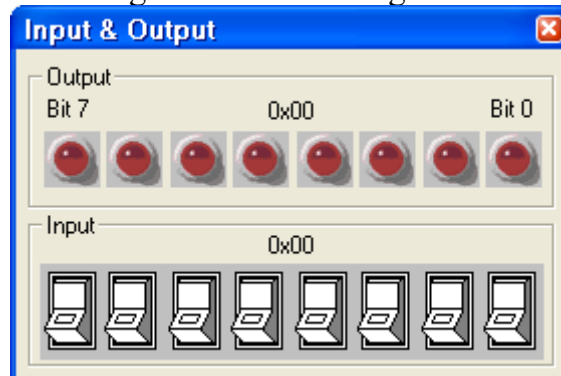 Input & Output
Output
Bit 7 0x00 Bit 0
Input
0x00